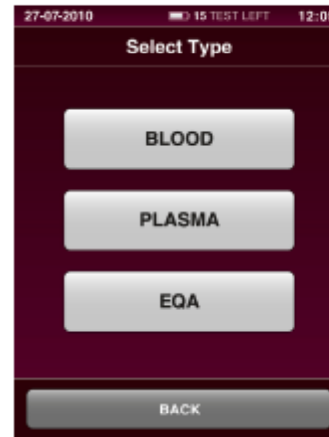 27-07-2010 15 TEST LEFT
Select Type
BLOOD
PLASMA
EQA
BACK